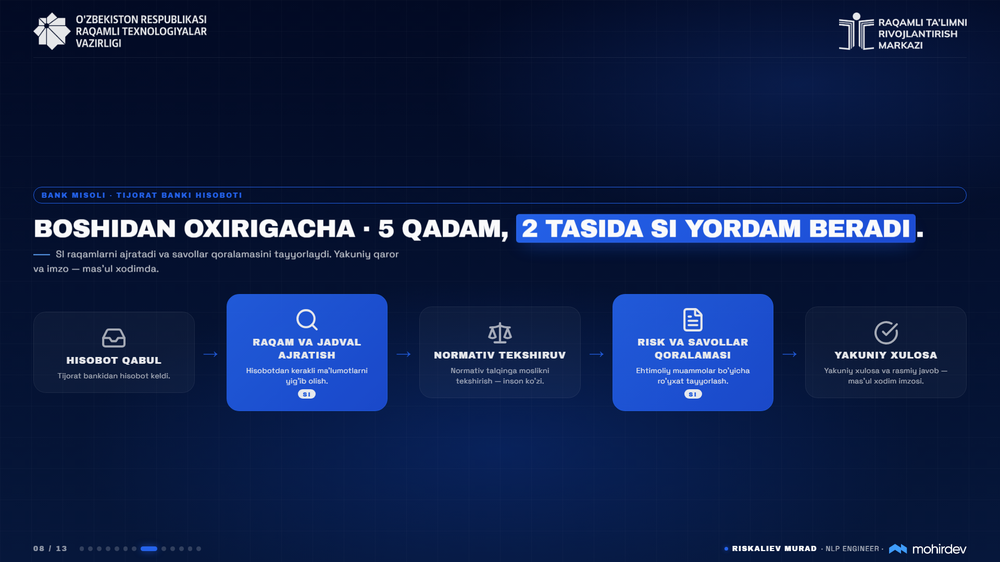 O'ZBEKISTON RESPUBLIKASI
RAQAMLI TEXNOLOGIYALAR
VAZIRLIGI
RAQAMLI TA'LIMNI
RIVOJLANTIRISH
MARKAZI
BANK MISOLI · TIJORAT BANKI HISOBOTI
BOSHIDAN OXIRIGACHA · 5 QADAM, 2 TASIDA SI YORDAM BERADI.
SI raqamlarni ajratadi va savollar qoralamasini tayyorlaydi. Yakuniy qaror
va imzo — mas'ul xodimda.
HISOBOT QABUL
Tijorat bankidan hisobot keldi.
→
RAQAM VA JADVAL
AJRATISH
Hisobotdan kerakli ma'lumotlarni
yig'ib olish.
SI
→
NORMATIV TEKSHIRUV
Normativ talqinga moslikni
tekshirish — inson ko'zi.
→
RISK VA SAVOLLAR
QORALAMASI
Ehtimoliy muammolar bo'yicha
ro'yxat tayyorlash.
SI
→
YAKUNIY XULOSA
Yakuniy xulosa va rasmiy javob —
mas'ul xodim imzosi.
08 / 13
RISKALIEV MURAD · NLP ENGINEER · mohirdev